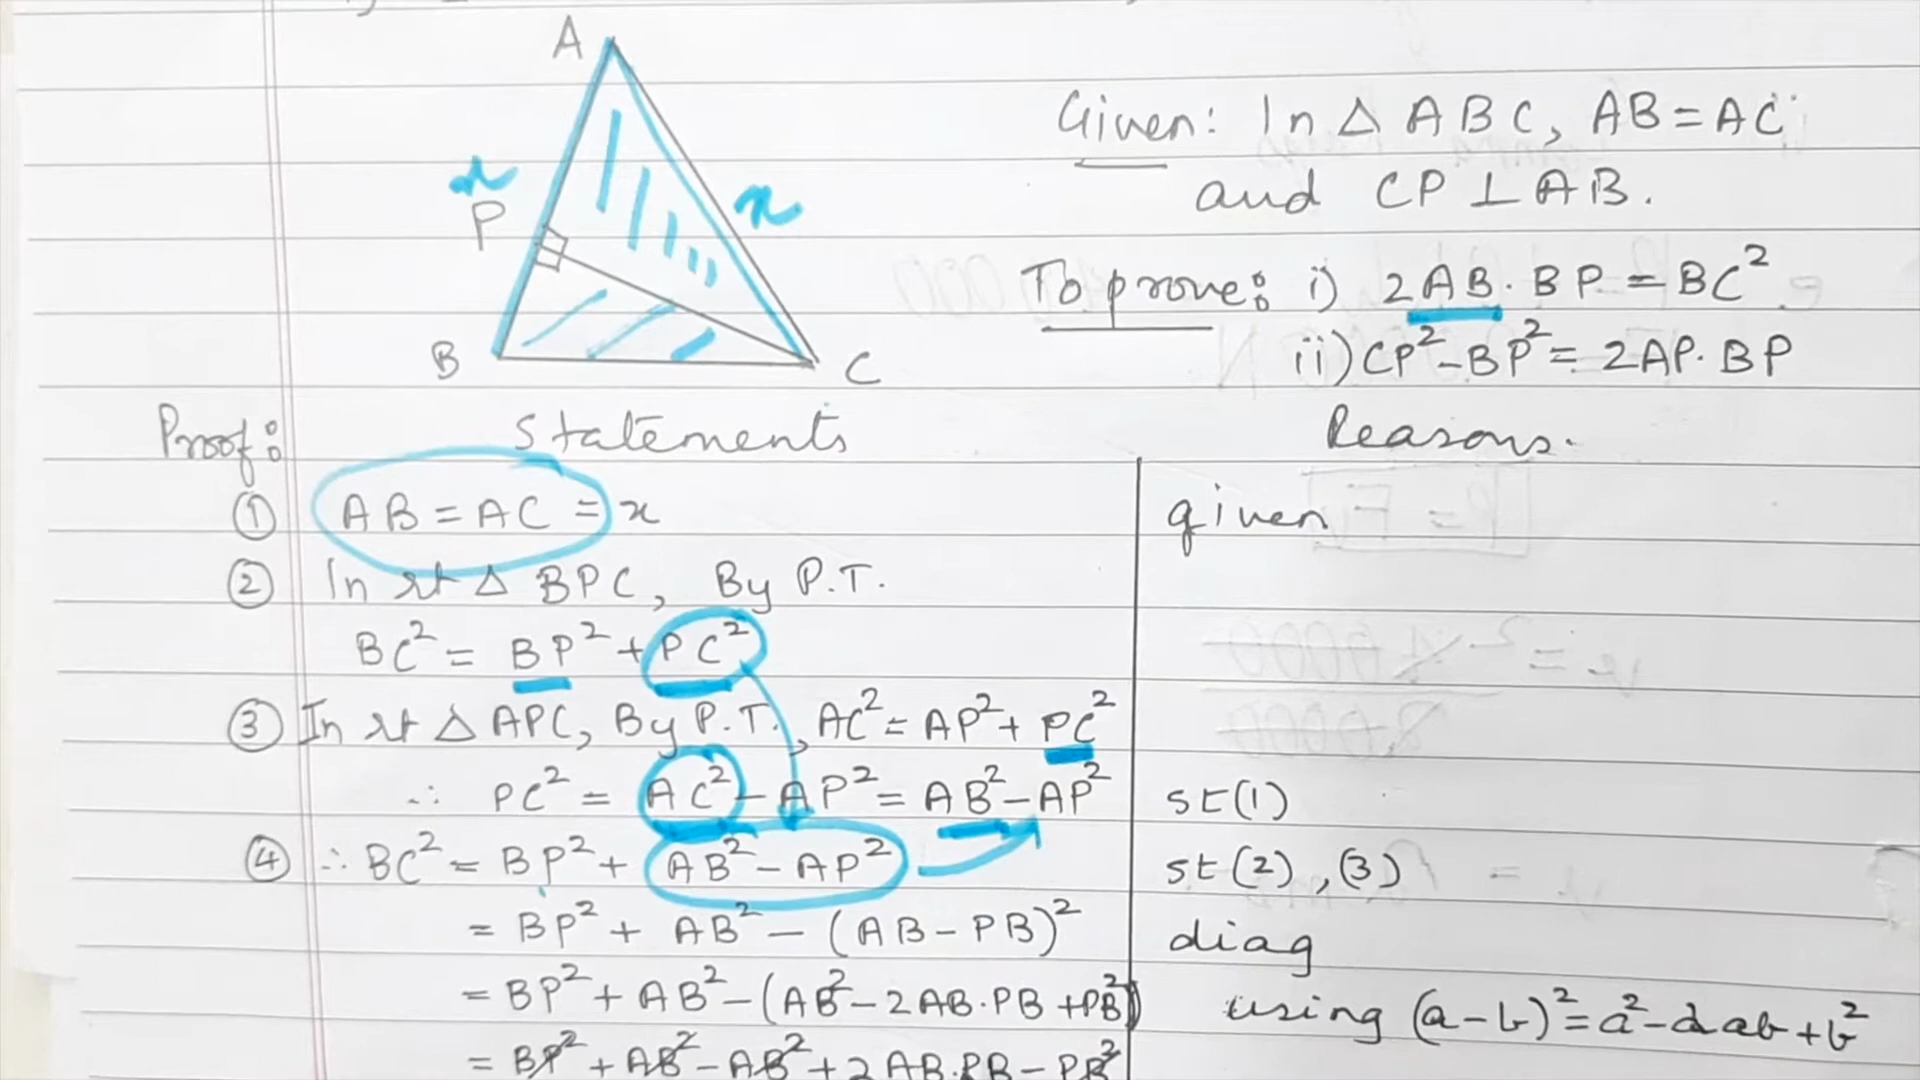 A
x
P
x
B
C
Given: In △ ABC, AB = AC
and CP ⊥ AB.
To prove: i) 2AB. BP = BC²
ii) CP² - BP² = 2AP. BP
Proof: Statements Reasons.
① AB = AC = x given
② In rt △ BPC, By P.T.
BC² = BP² + PC²
③ In rt △ APC, By P.T., AC² = AP² + PC²
∴ PC² = AC² - AP² = AB² - AP² st(1)
④ ∴ BC² = BP² + AB² - AP² st(2), (3)
= BP² + AB² - (AB - PB)² diag
= BP² + AB² - (AB² - 2AB.PB + PB²) using (a-b)² = a² - 2ab + b²
= BP² + AB² - AB² + 2AB.PB - PB²